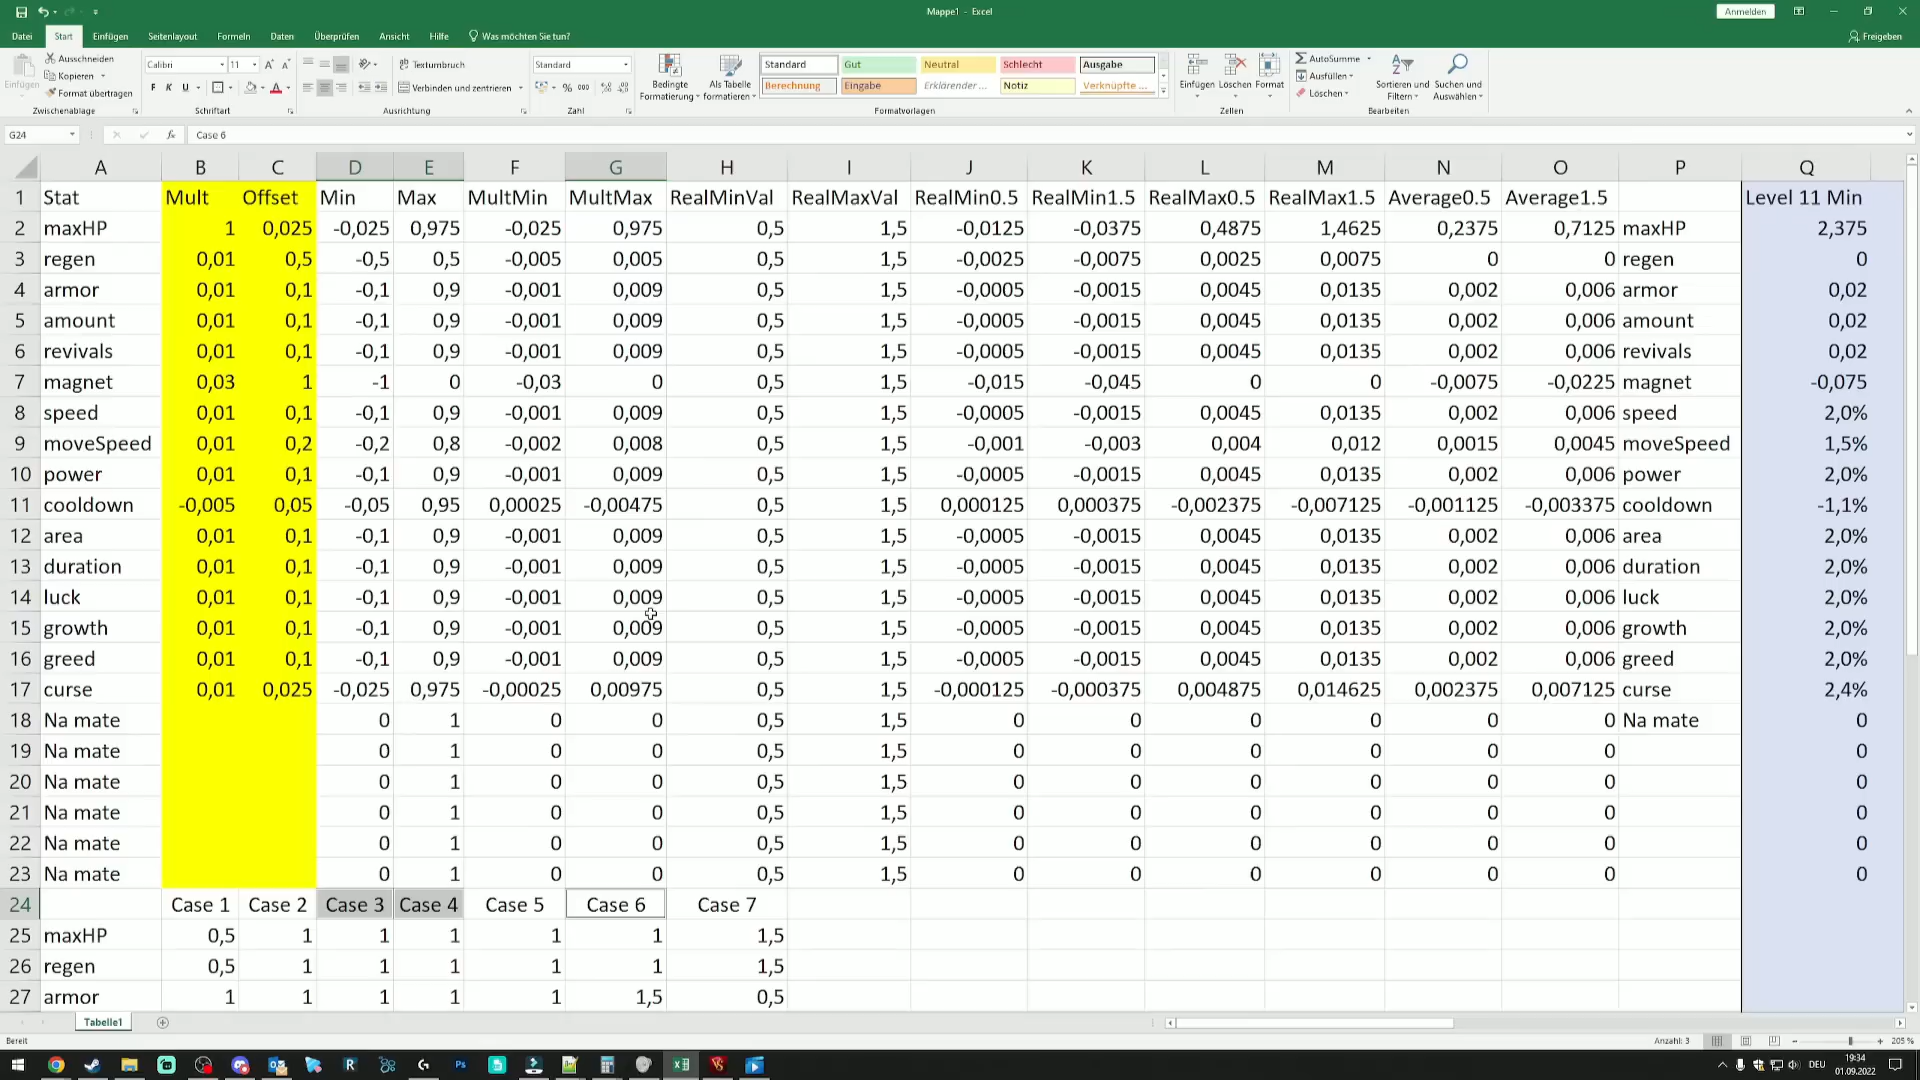 Mappe1 - Excel
Anmelden
Datei Start Einfügen Seitenlayout Formeln Daten Überprüfen Ansicht Hilfe Was möchten Sie tun? Freigeben
Ausschneiden
Kopieren
Format übertragen
Einfügen
Zwischenablage
Calibri 11
F K U
Schriftart
Textumbruch
Verbinden und zentrieren
Ausrichtung
Standard
% 000
Zahl
Bedingte Formatierung
Als Tabelle formatieren
Standard Gut Neutral Schlecht Ausgabe
Berechnung Eingabe Erklärender ... Notiz Verknüpfte ...
Formatvorlagen
Einfügen Löschen Format
Zellen
AutoSumme
Ausfüllen
Löschen
Sortieren und Filtern
Suchen und Auswählen
Bearbeiten
G24 fx Case 6
A B C D E F G H I J K L M N O P Q
1 Stat Mult Offset Min Max MultMin MultMax RealMinVal RealMaxVal RealMin0.5 RealMin1.5 RealMax0.5 RealMax1.5 Average0.5 Average1.5 Level 11 Min
2 maxHP 1 0,025 -0,025 0,975 -0,025 0,975 0,5 1,5 -0,0125 -0,0375 0,4875 1,4625 0,2375 0,7125 maxHP 2,375
3 regen 0,01 0,5 -0,5 0,5 -0,005 0,005 0,5 1,5 -0,0025 -0,0075 0,0025 0,0075 0 0 regen 0
4 armor 0,01 0,1 -0,1 0,9 -0,001 0,009 0,5 1,5 -0,0005 -0,0015 0,0045 0,0135 0,002 0,006 armor 0,02
5 amount 0,01 0,1 -0,1 0,9 -0,001 0,009 0,5 1,5 -0,0005 -0,0015 0,0045 0,0135 0,002 0,006 amount 0,02
6 revivals 0,01 0,1 -0,1 0,9 -0,001 0,009 0,5 1,5 -0,0005 -0,0015 0,0045 0,0135 0,002 0,006 revivals 0,02
7 magnet 0,03 1 -1 0 -0,03 0 0,5 1,5 -0,015 -0,045 0 0 -0,0075 -0,0225 magnet -0,075
8 speed 0,01 0,1 -0,1 0,9 -0,001 0,009 0,5 1,5 -0,0005 -0,0015 0,0045 0,0135 0,002 0,006 speed 2,0%
9 moveSpeed 0,01 0,2 -0,2 0,8 -0,002 0,008 0,5 1,5 -0,001 -0,003 0,004 0,012 0,0015 0,0045 moveSpeed 1,5%
10 power 0,01 0,1 -0,1 0,9 -0,001 0,009 0,5 1,5 -0,0005 -0,0015 0,0045 0,0135 0,002 0,006 power 2,0%
11 cooldown -0,005 0,05 -0,05 0,95 0,00025 -0,00475 0,5 1,5 0,000125 0,000375 -0,002375 -0,007125 -0,001125 -0,003375 cooldown -1,1%
12 area 0,01 0,1 -0,1 0,9 -0,001 0,009 0,5 1,5 -0,0005 -0,0015 0,0045 0,0135 0,002 0,006 area 2,0%
13 duration 0,01 0,1 -0,1 0,9 -0,001 0,009 0,5 1,5 -0,0005 -0,0015 0,0045 0,0135 0,002 0,006 duration 2,0%
14 luck 0,01 0,1 -0,1 0,9 -0,001 0,009 0,5 1,5 -0,0005 -0,0015 0,0045 0,0135 0,002 0,006 luck 2,0%
15 growth 0,01 0,1 -0,1 0,9 -0,001 0,009 0,5 1,5 -0,0005 -0,0015 0,0045 0,0135 0,002 0,006 growth 2,0%
16 greed 0,01 0,1 -0,1 0,9 -0,001 0,009 0,5 1,5 -0,0005 -0,0015 0,0045 0,0135 0,002 0,006 greed 2,0%
17 curse 0,01 0,025 -0,025 0,975 -0,00025 0,00975 0,5 1,5 -0,000125 -0,000375 0,004875 0,014625 0,002375 0,007125 curse 2,4%
18 Na mate 0 1 0 0 0,5 1,5 0 0 0 0 0 0 Na mate 0
19 Na mate 0 1 0 0 0,5 1,5 0 0 0 0 0 0 0
20 Na mate 0 1 0 0 0,5 1,5 0 0 0 0 0 0 0
21 Na mate 0 1 0 0 0,5 1,5 0 0 0 0 0 0 0
22 Na mate 0 1 0 0 0,5 1,5 0 0 0 0 0 0 0
23 Na mate 0 1 0 0 0,5 1,5 0 0 0 0 0 0 0
24 Case 1 Case 2 Case 3 Case 4 Case 5 Case 6 Case 7
25 maxHP 0,5 1 1 1 1 1 1,5
26 regen 0,5 1 1 1 1 1 1,5
27 armor 1 1 1 1 1 1,5 0,5
Tabelle1
Bereit Anzahl: 3 205 %
DEU 19:34
01.09.2022